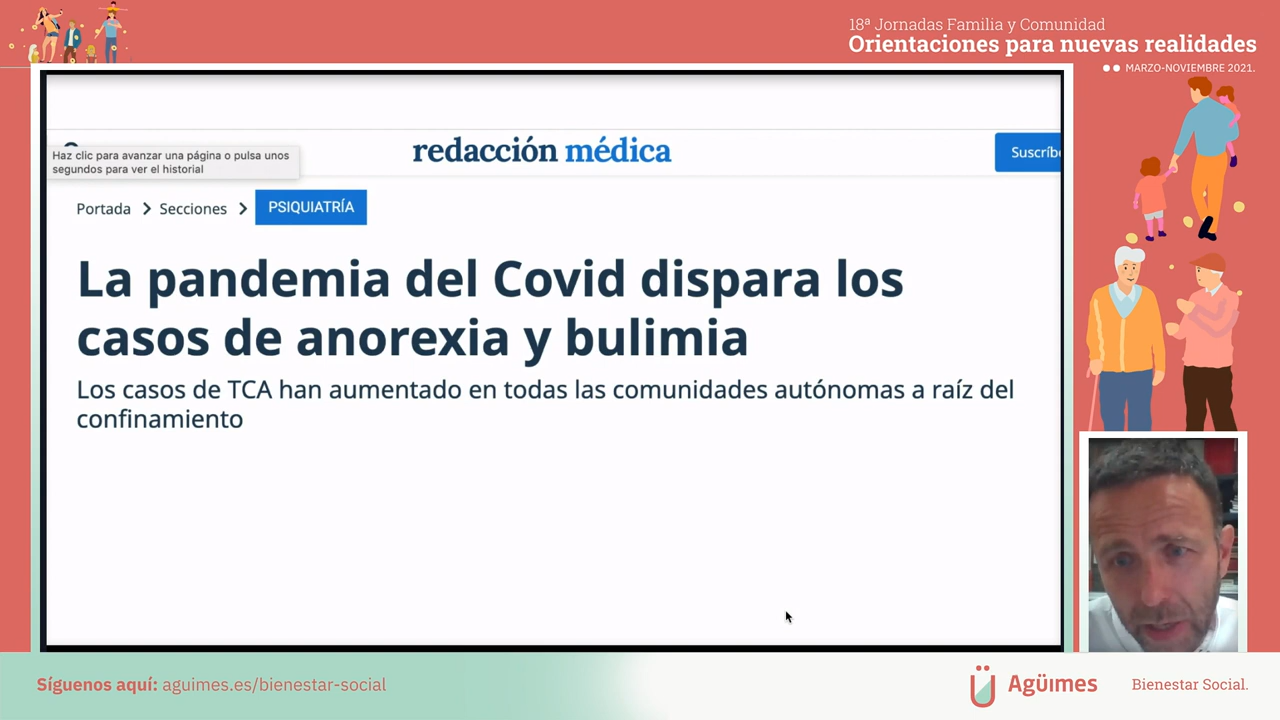 18ª Jornadas Familia y Comunidad
Orientaciones para nuevas realidades
MARZO-NOVIEMBRE 2021.
redacción médica
Haz clic para avanzar una página o pulsa unos
segundos para ver el historial
Portada > Secciones > PSIQUIATRÍA
La pandemia del Covid dispara los
casos de anorexia y bulimia
Los casos de TCA han aumentado en todas las comunidades autónomas a raíz del
confinamiento
Síguenos aquí: aguimes.es/bienestar-social
Agüimes
Bienestar Social.